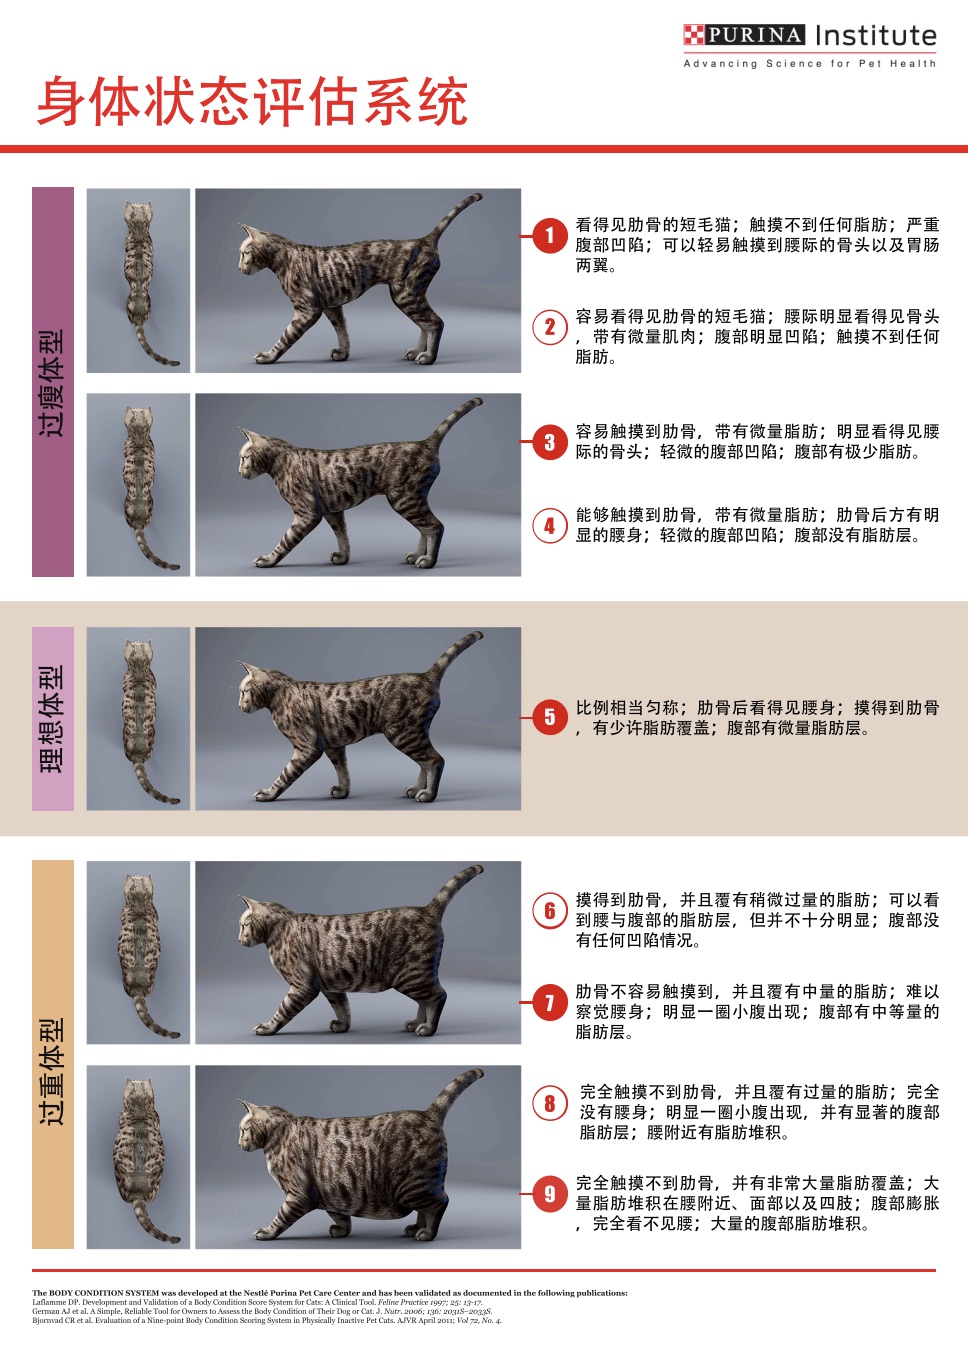 PURINA Institute
Advancing Science for Pet Health
身体状态评估系统
过瘦体型
1
看得见肋骨的短毛猫；触摸不到任何脂肪；严重
腹部凹陷；可以轻易触摸到腰际的骨头以及胃肠
两翼。
2
容易看得见肋骨的短毛猫；腰际明显看得见骨头
，带有微量肌肉；腹部明显凹陷；触摸不到任何
脂肪。
3
容易触摸到肋骨，带有微量脂肪；明显看得见腰
际的骨头；轻微的腹部凹陷；腹部有极少脂肪。
4
能够触摸到肋骨，带有微量脂肪；肋骨后方有明
显的腰身；轻微的腹部凹陷；腹部没有脂肪层。
理想体型
5
比例相当匀称；肋骨后看得见腰身；摸得到肋骨
，有少许脂肪覆盖；腹部有微量脂肪层。
过重体型
6
摸得到肋骨，并且覆有稍微过量的脂肪；可以看
到腰与腹部的脂肪层，但并不十分明显；腹部没
有任何凹陷情况。
7
肋骨不容易触摸到，并且覆有中量的脂肪；难以
察觉腰身；明显一圈小腹出现；腹部有中等量的
脂肪层。
8
完全触摸不到肋骨，并且覆有过量的脂肪；完全
没有腰身；明显一圈小腹出现，并有显著的腹部
脂肪层；腰附近有脂肪堆积。
9
完全触摸不到肋骨，并有非常大量脂肪覆盖；大
量脂肪堆积在腰附近、面部以及四肢；腹部膨胀
，完全看不见腰；大量的腹部脂肪堆积。
The BODY CONDITION SYSTEM was developed at the Nestlé Purina Pet Care Center and has been validated as documented in the following publications:
Laflamme DP. Development and Validation of a Body Condition Score System for Cats: A Clinical Tool. Feline Practice 1997; 25: 13-17.
German AJ et al. A Simple, Reliable Tool for Owners to Assess the Body Condition of Their Dog or Cat. J. Nutr. 2006; 136: 2031S–2033S.
Bjornvad CR et al. Evaluation of a Nine-point Body Condition Scoring System in Physically Inactive Pet Cats. AJVR April 2011; Vol 72, No. 4.